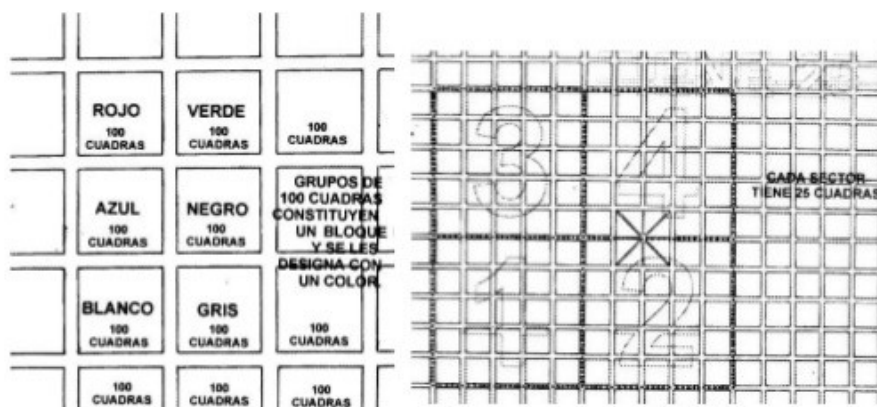 ROJO
100
CUADRAS
VERDE
100
CUADRAS
100
CUADRAS
AZUL
100
CUADRAS
NEGRO
100
CUADRAS
GRUPOS DE
100 CUADRAS
CONSTITUYEN
UN BLOQUE
Y SE LES
DESIGNA CON
UN COLOR.
BLANCO
100
CUADRAS
GRIS
100
CUADRAS
100
CUADRAS
100
CUADRAS
100
CUADRAS
100
CUADRAS
3
4
1
2
CADA SECTOR
TIENE 25 CUADRAS